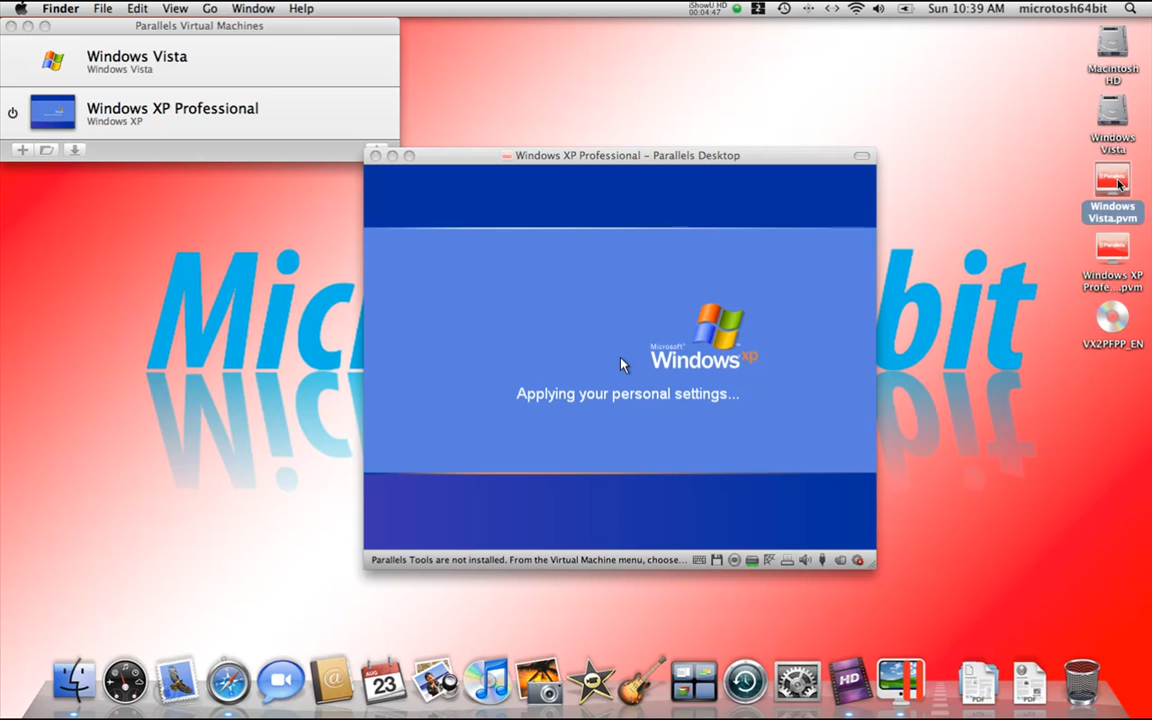 Finder File Edit View Go Window Help
iShowU HD
00:04:47
Sun 10:39 AM microtosh64bit
Parallels Virtual Machines
Windows Vista
Windows Vista
Windows XP Professional
Windows XP
Windows XP Professional - Parallels Desktop
Microsoft®
Windows xp
Applying your personal settings...
Parallels Tools are not installed. From the Virtual Machine menu, choose...
Macintosh
HD
Windows
Vista
Parallels
Windows
Vista.pvm
Parallels
Windows XP
Profe....pvm
VX2PFPP_EN
Mic
bit
AUG
23
HD
PDF
PDF